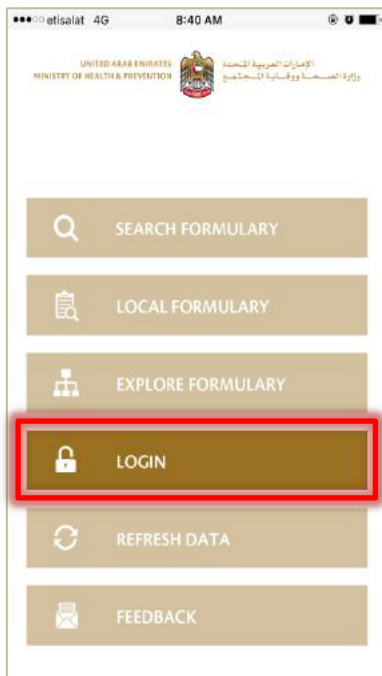 etisalat 4G 8:40 AM
UNITED ARAB EMIRATES
MINISTRY OF HEALTH & PREVENTION
الإمارات العربية المتحدة
وزارة الصحة ووقاية المجتمع
SEARCH FORMULARY
LOCAL FORMULARY
EXPLORE FORMULARY
LOGIN
REFRESH DATA
FEEDBACK